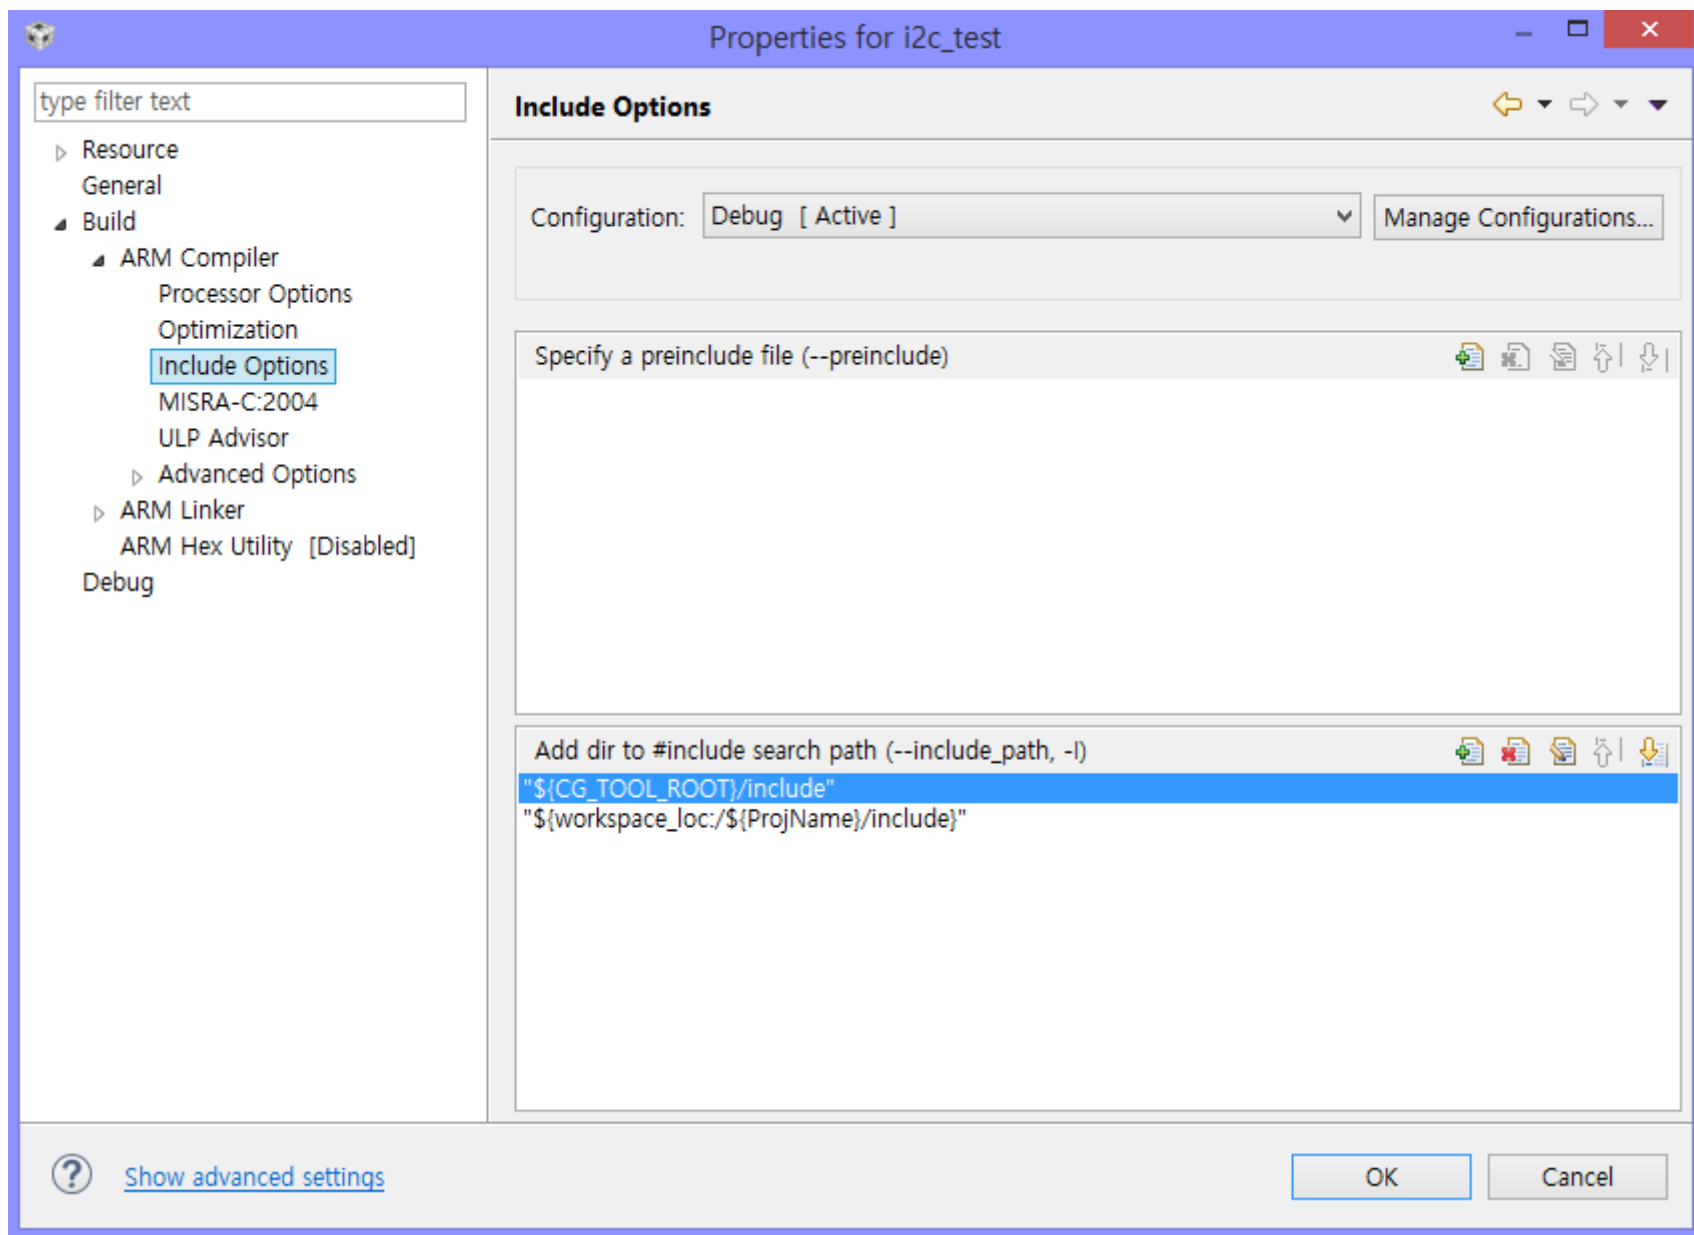 Properties for i2c_test
type filter text
Resource
General
Build
ARM Compiler
Processor Options
Optimization
Include Options
MISRA-C:2004
ULP Advisor
Advanced Options
ARM Linker
ARM Hex Utility [Disabled]
Debug
Include Options
Configuration: Debug [ Active ] Manage Configurations...
Specify a preinclude file (--preinclude)
Add dir to #include search path (--include_path, -I)
"${CG_TOOL_ROOT}/include"
"${workspace_loc:/${ProjName}/include}"
Show advanced settings
OK Cancel